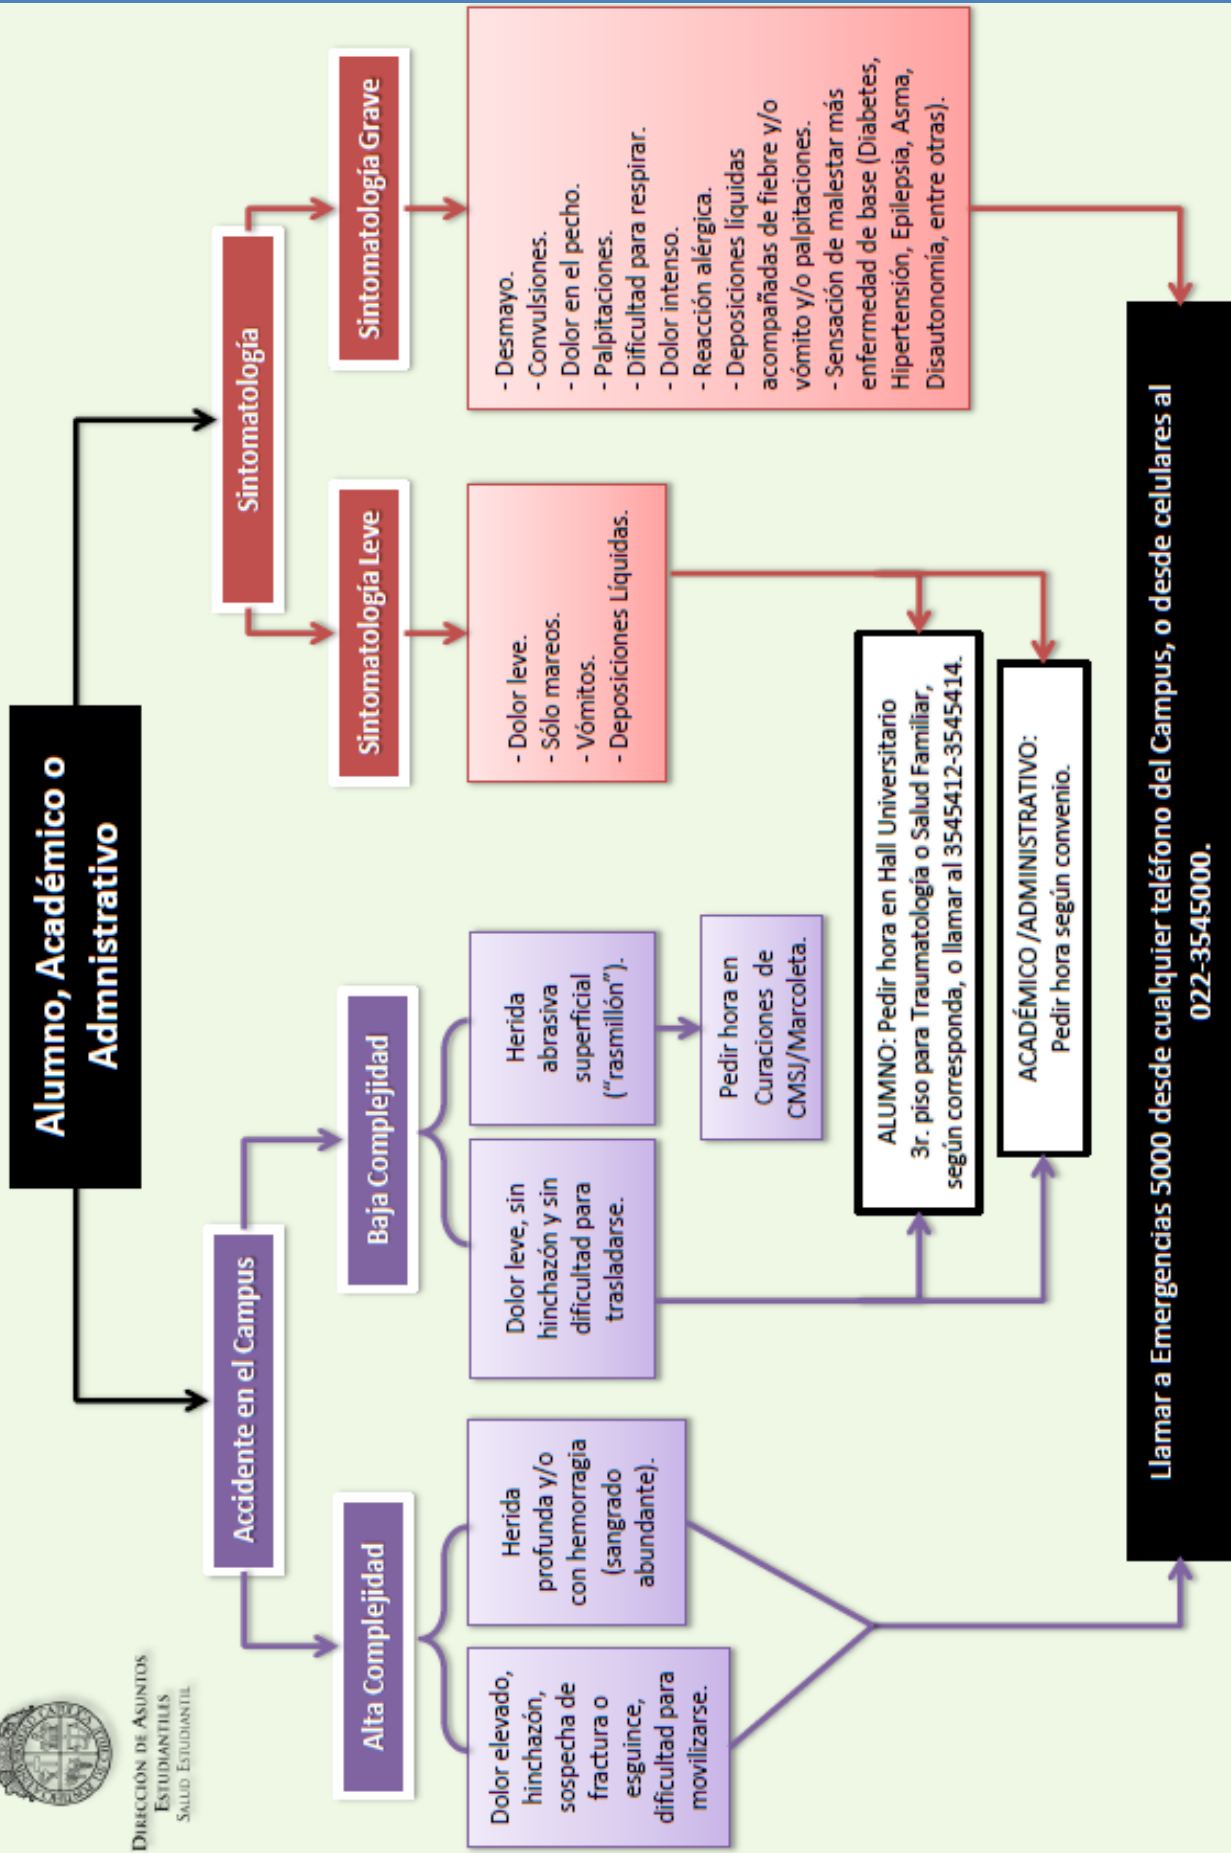 DIRECCIÓN DE ASUNTOS
ESTUDIANTILES
SALUD ESTUDIANTIL
Alumno, Académico o
Admnistrativo
Accidente en el Campus
Sintomatología
Alta Complejidad
Baja Complejidad
Sintomatología Leve
Sintomatología Grave
Dolor elevado,
hinchazón,
sospecha de
fractura o
esguince,
dificultad para
movilizarse.
Herida
profunda y/o
con hemorragia
(sangrado
abundante).
Dolor leve, sin
hinchazón y sin
dificultad para
trasladarse.
Herida
abrasiva
superficial
("rasmillón").
Pedir hora en
Curaciones de
CMSJ/Marcoleta.
- Dolor leve.
- Sólo mareos.
- Vómitos.
- Deposiciones Líquidas.
- Desmayo.
- Convulsiones.
- Dolor en el pecho.
- Palpitaciones.
- Dificultad para respirar.
- Dolor intenso.
- Reacción alérgica.
- Deposiciones líquidas
acompañadas de fiebre y/o
vómito y/o palpitaciones.
- Sensación de malestar más
enfermedad de base (Diabetes,
Hipertensión, Epilepsia, Asma,
Disautonomía, entre otras).
ALUMNO: Pedir hora en Hall Universitario
3r. piso para Traumatología o Salud Familiar,
según corresponda, o llamar al 3545412-3545414.
ACADÉMICO /ADMINISTRATIVO:
Pedir hora según convenio.
Llamar a Emergencias 5000 desde cualquier teléfono del Campus, o desde celulares al
022-3545000.